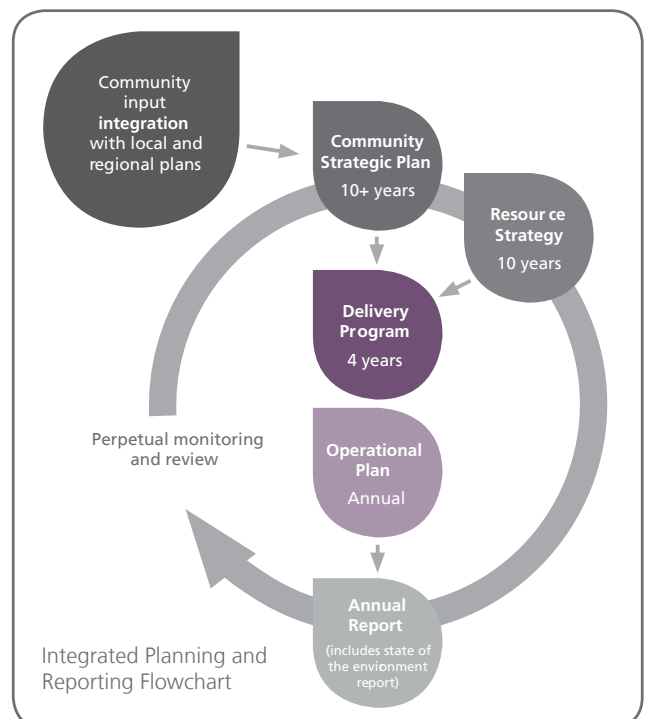 Community
input
integration
with local and
regional plans
Community
Strategic Plan
10+ years
Resour ce
Strategy
10 years
Delivery
Program
4 years
Perpetual monitoring
and review
Operational
Plan
Annual
Annual
Report
(includes state of
the envionment
report)
Integrated Planning and
Reporting Flowchart